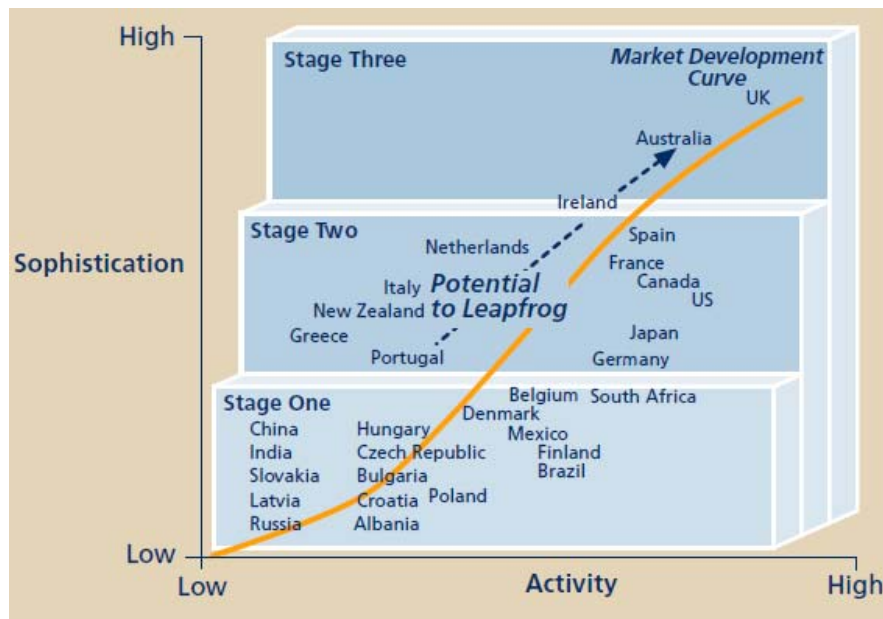 High
Stage Three
Market Development
Curve
UK
Australia
Ireland
Stage Two
Spain
Netherlands
France
Sophistication
Canada
Italy
Potential
US
New Zealand
to Leapfrog
Greece
Japan
Portugal
Germany
Stage One
Belgium
South Africa
Denmark
China
Hungary
Mexico
India
Czech Republic
Finland
Slovakia
Bulgaria
Brazil
Latvia
Croatia
Poland
Russia
Albania
Low
Low
Activity
High